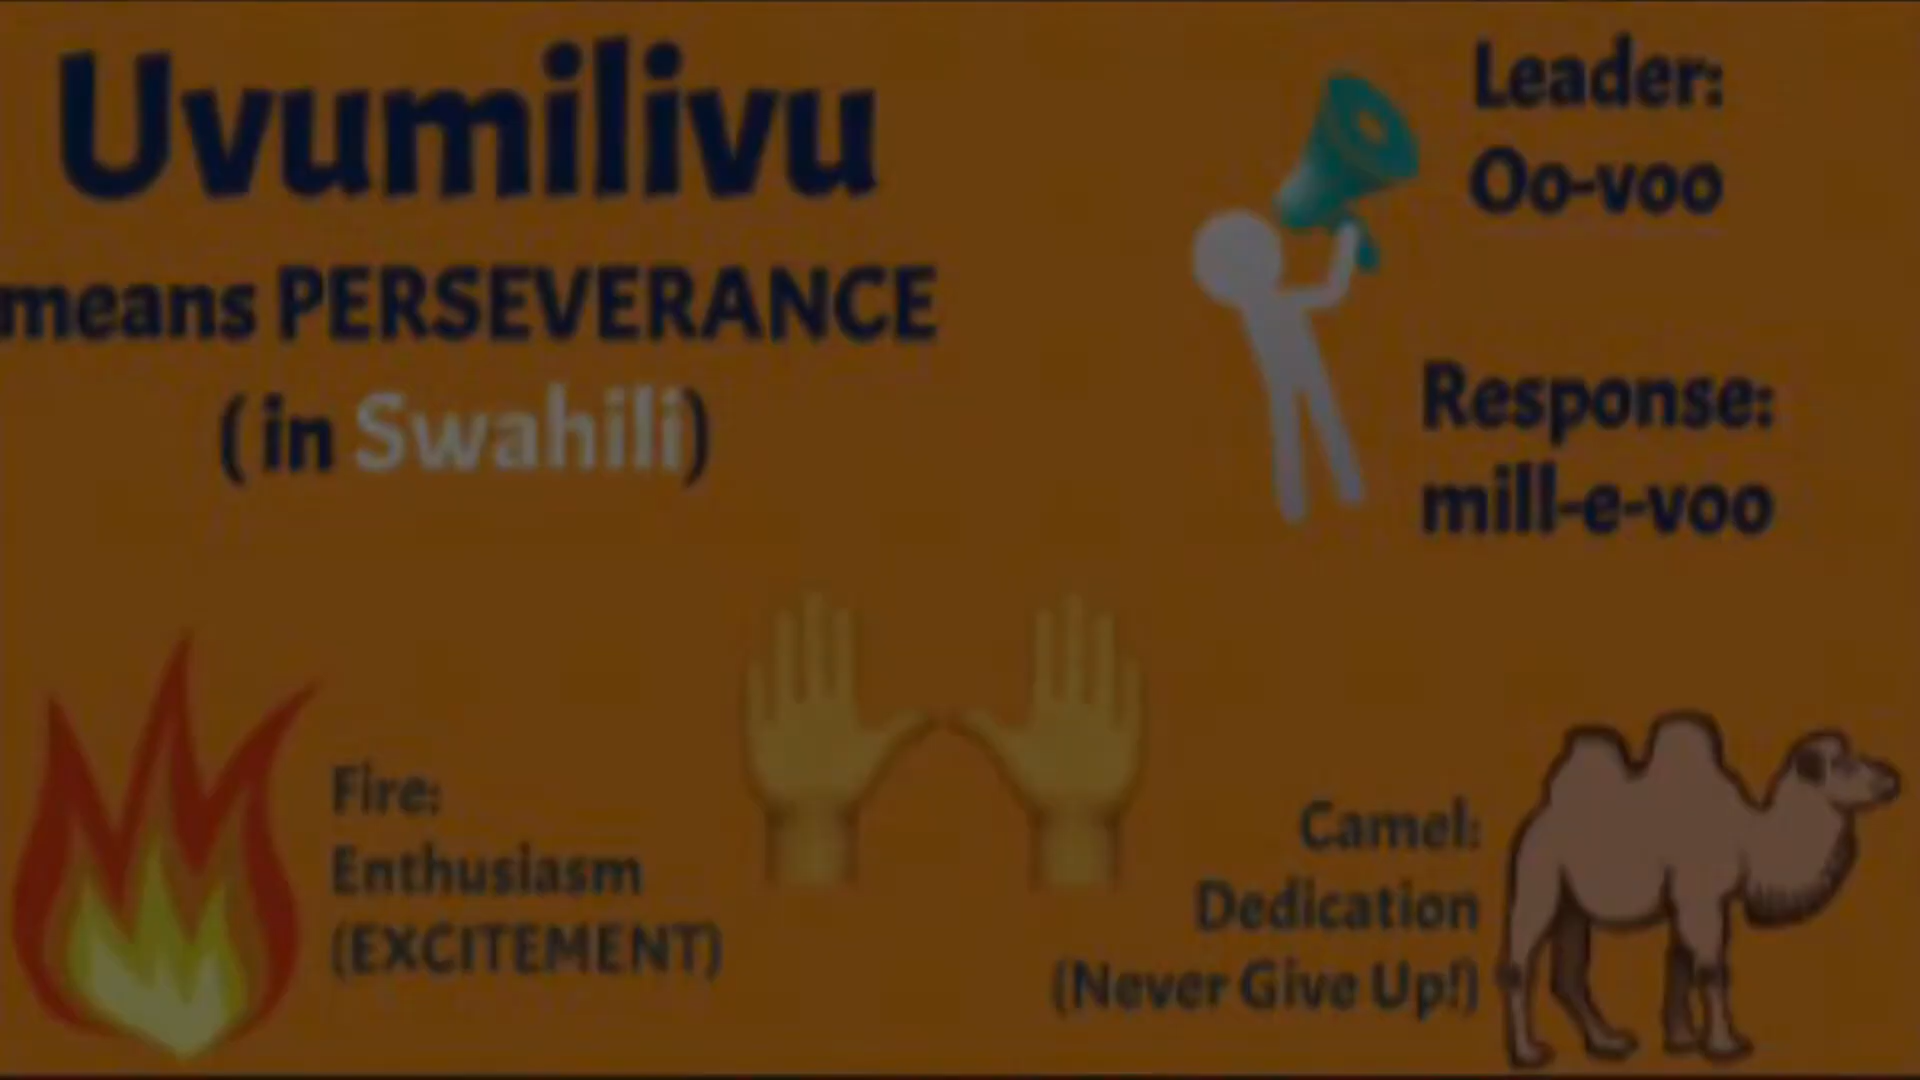 Uvumilivu
means PERSEVERANCE
( in Swahili)
Leader:
Oo-voo
Response:
mill-e-voo
Fire:
Enthusiasm
(EXCITEMENT)
Camel:
Dedication
(Never Give Up!)